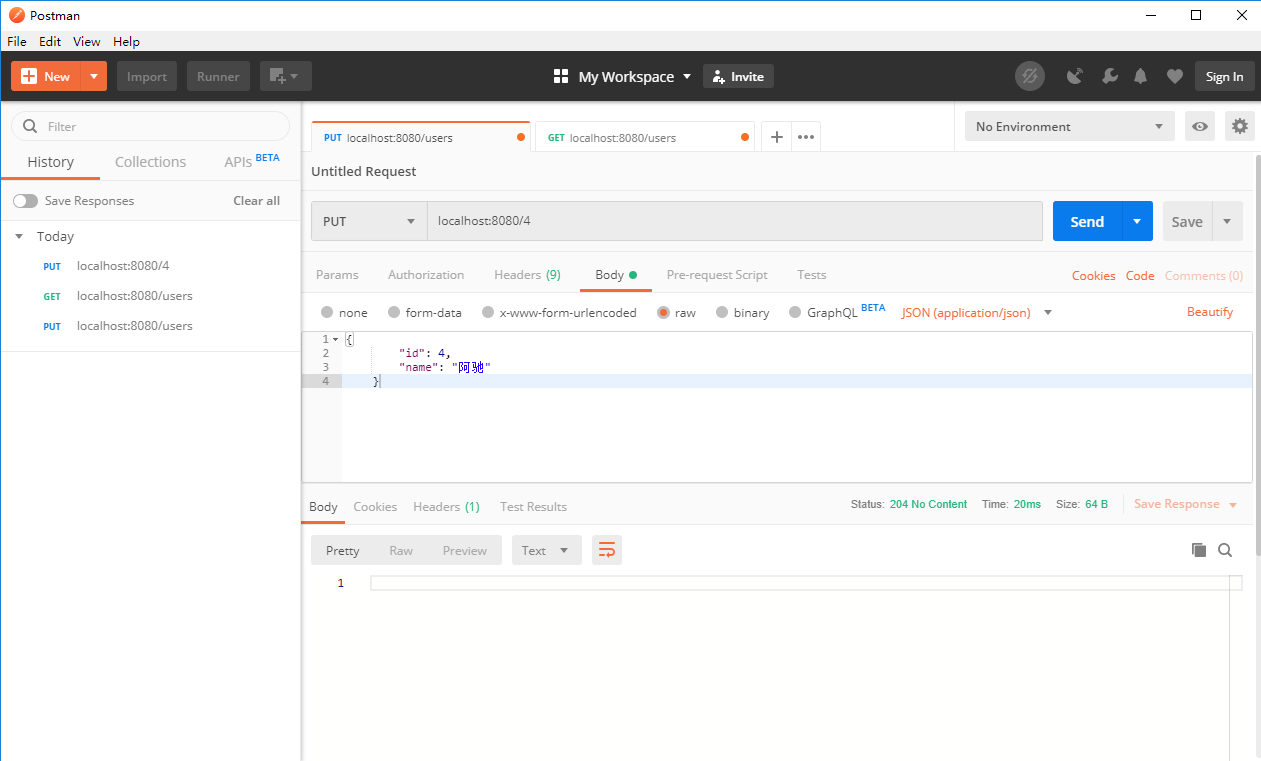 Postman
File Edit View Help
New Import Runner My Workspace Invite Sign In
Filter
History Collections APIs BETA
Save Responses Clear all
Today
PUT localhost:8080/4
GET localhost:8080/users
PUT localhost:8080/users
PUT localhost:8080/users GET localhost:8080/users No Environment
Untitled Request
PUT localhost:8080/4 Send Save
Params Authorization Headers (9) Body Pre-request Script Tests Cookies Code Comments (0)
none form-data x-www-form-urlencoded raw binary GraphQL BETA JSON (application/json) Beautify
1 {
2 "id": 4,
3 "name": "阿驰"
4 }
Body Cookies Headers (1) Test Results Status: 204 No Content Time: 20ms Size: 64 B Save Response
Pretty Raw Preview Text
1